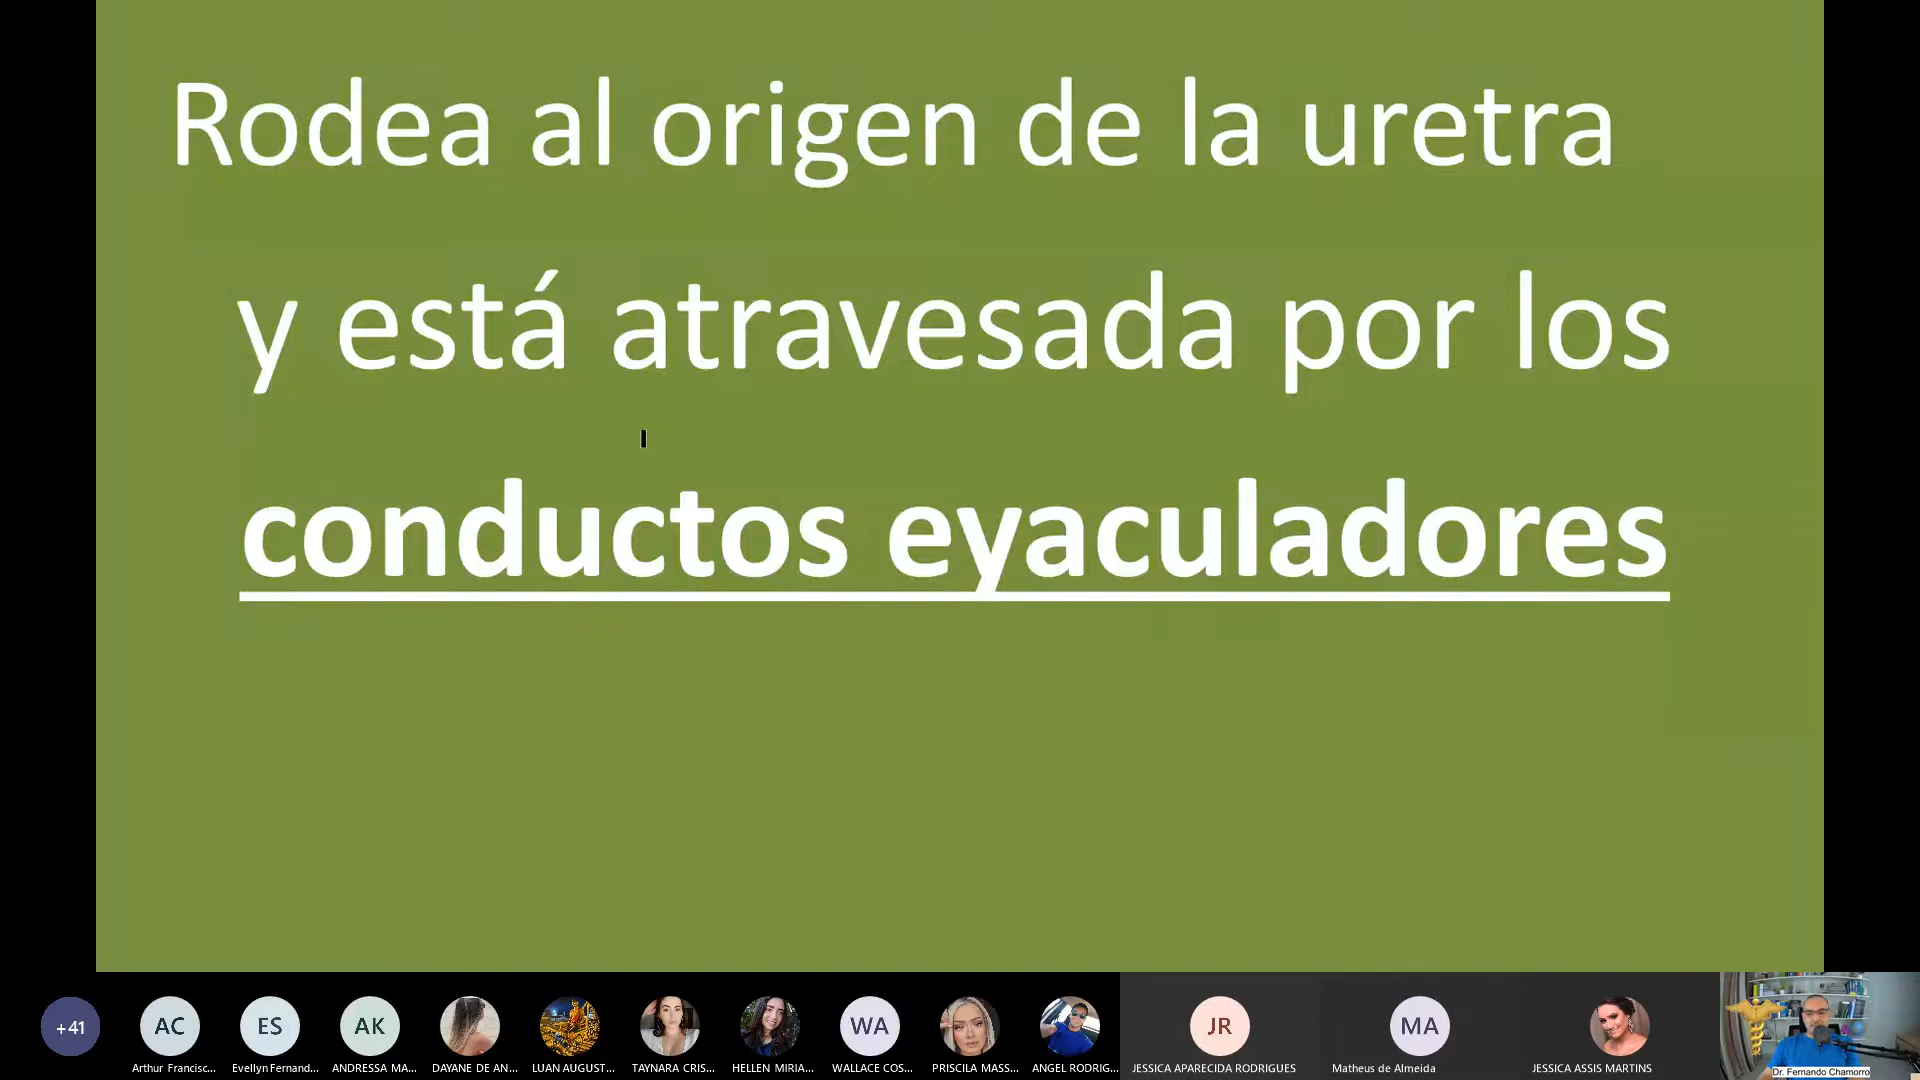 Rodea al origen de la uretra
y está atravesada por los
conductos eyaculadores
+41
AC
ES
AK
WA
JR
MA
Arthur Francisc...
Evellyn Fernand...
ANDRESSA MA...
DAYANE DE AN...
LUAN AUGUST...
TAYNARA CRIS...
HELLEN MIRIA...
WALLACE COS...
PRISCILA MASS...
ANGEL RODRIG...
JESSICA APARECIDA RODRIGUES
Matheus de Almeida
JESSICA ASSIS MARTINS
Dr. Fernando Chamorro